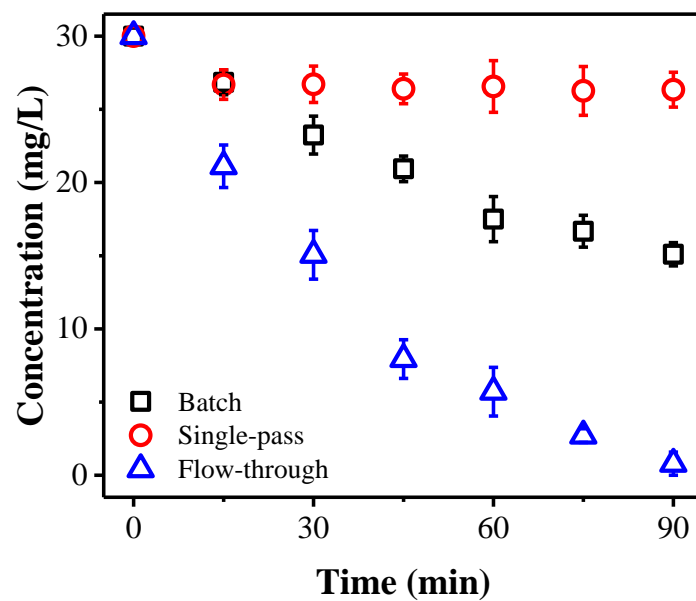 30
20
10
0
Concentration (mg/L)
Batch
Single-pass
Flow-through
0
30
60
90
Time (min)